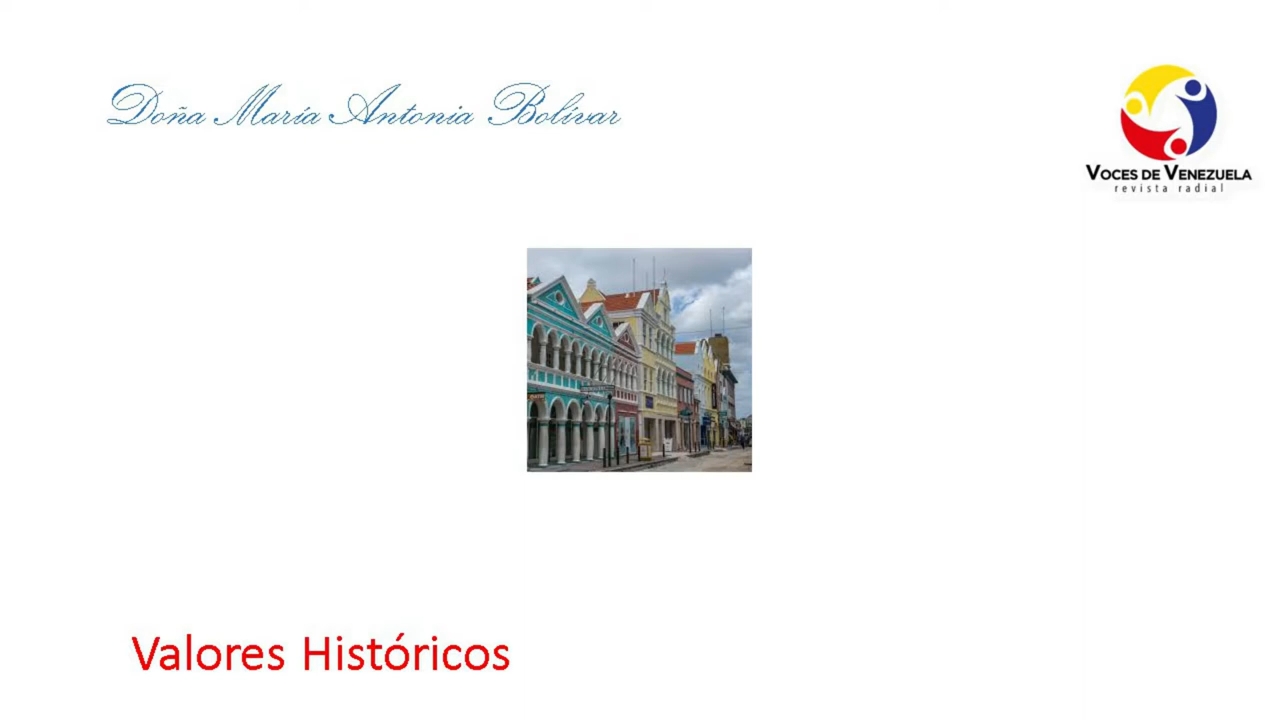 Doña María Antonia Bolívar
VOCES DE VENEZUELA
revista radial
Valores Históricos